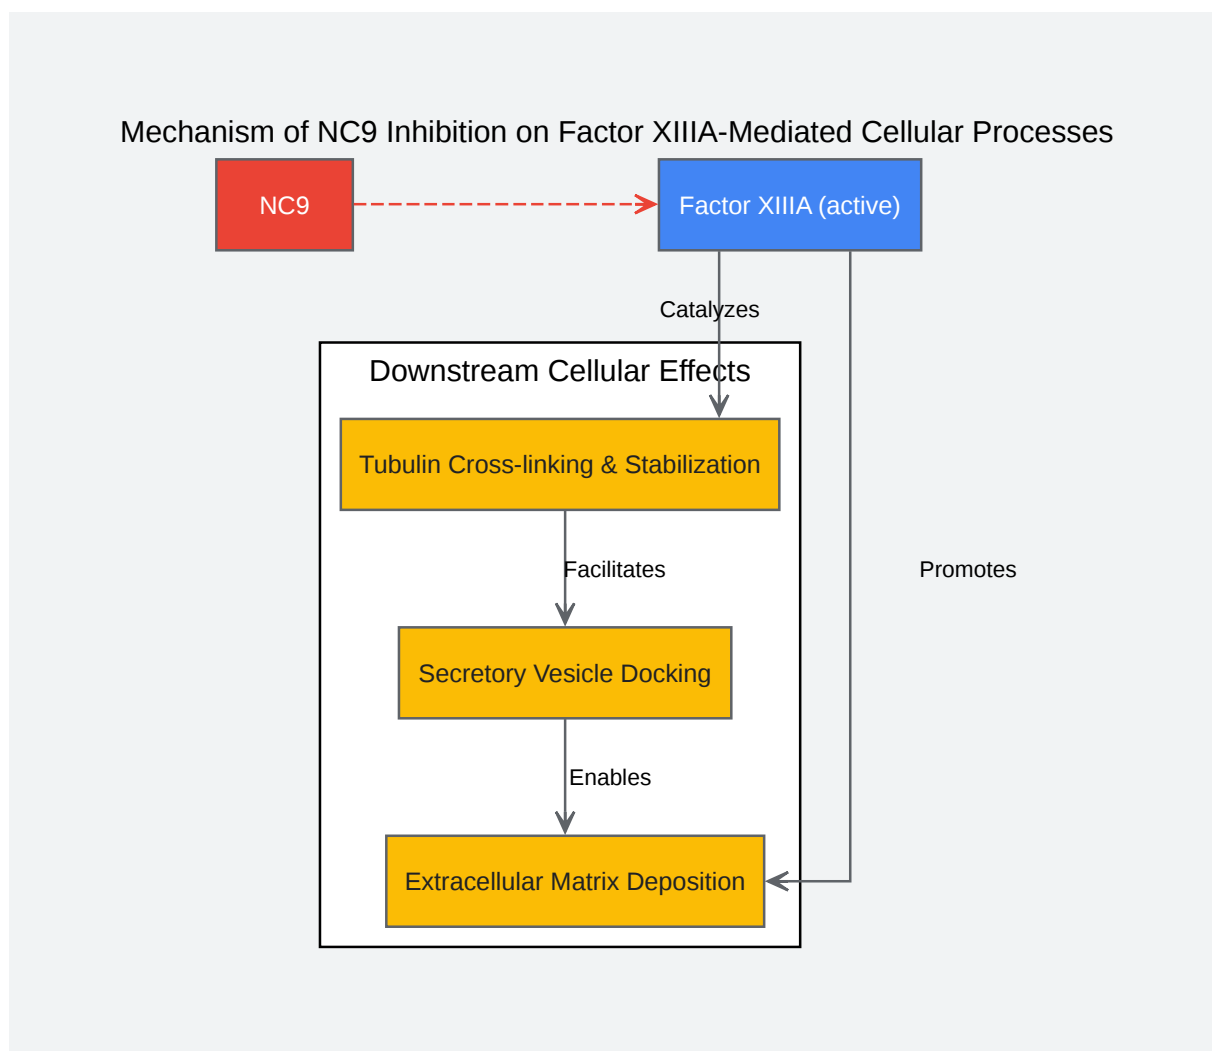 Mechanism of NC9 Inhibition on Factor XIIIA-Mediated Cellular Processes
NC9
Factor XIIIA (active)
Catalyzes
Downstream Cellular Effects
Tubulin Cross-linking & Stabilization
Facilitates
Promotes
Secretory Vesicle Docking
Enables
Extracellular Matrix Deposition